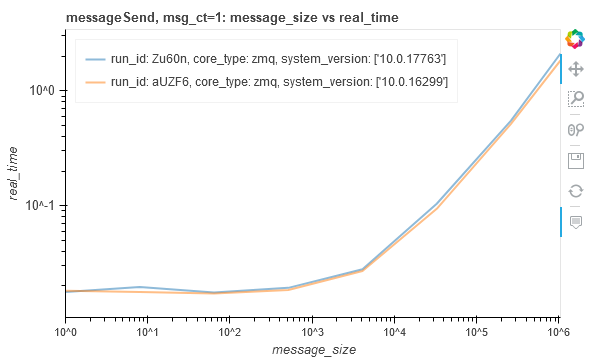 messageSend, msg_ct=1: message_size vs real_time
run_id: Zu60n, core_type: zmq, system_version: ['10.0.17763']
run_id: aUZF6, core_type: zmq, system_version: ['10.0.16299']
10^0
10^-1
real_time
10^0 10^1 10^2 10^3 10^4 10^5 10^6
message_size